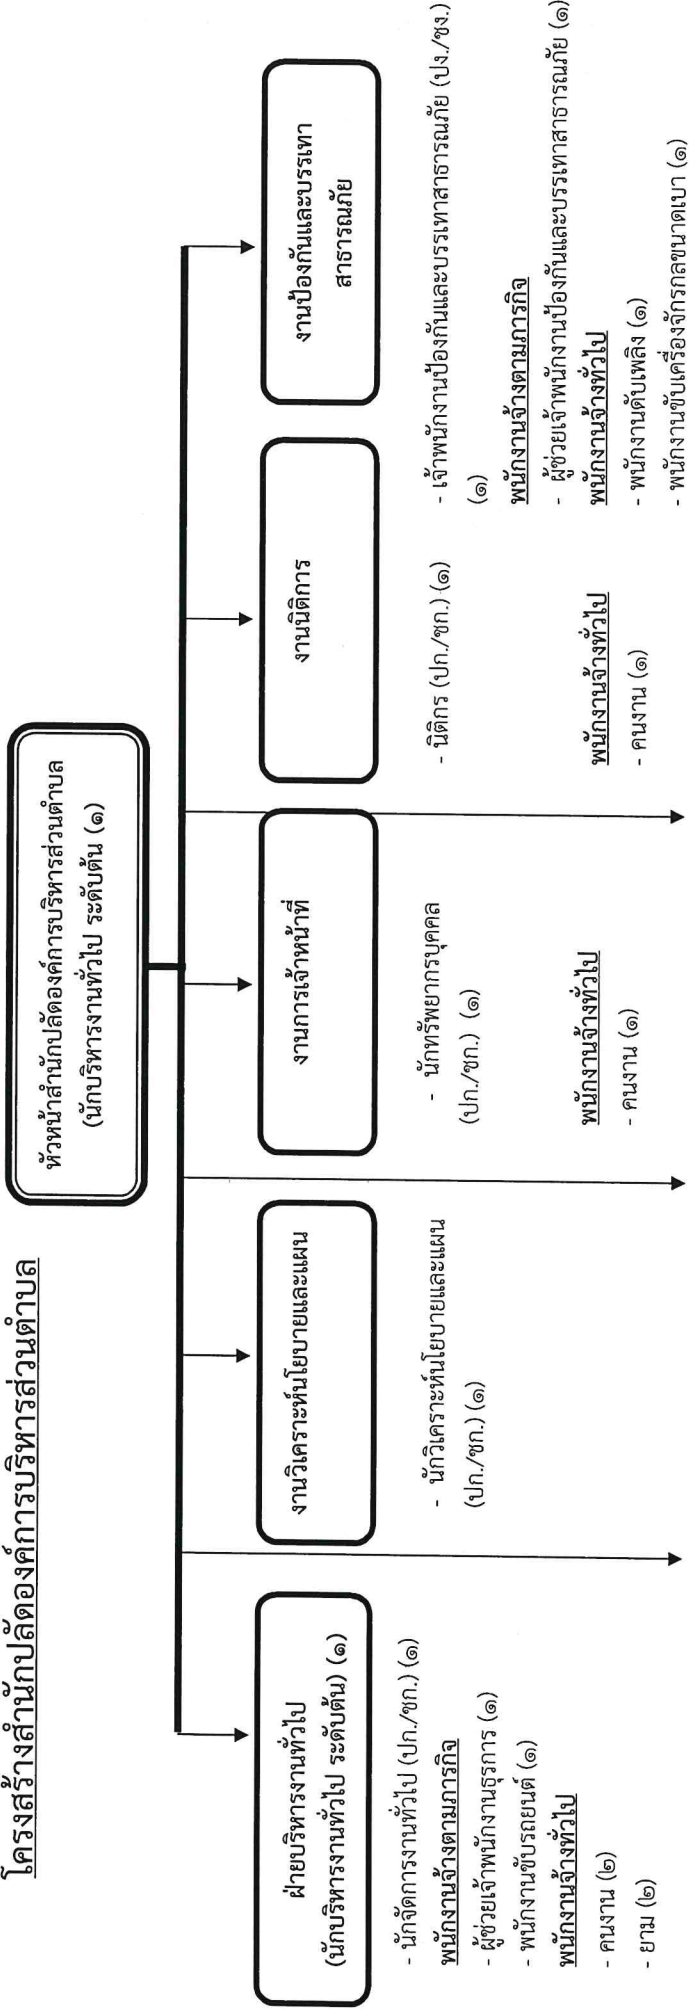 โครงสร้างสำนักปลัดองค์การบริหารส่วนตำบล
หัวหน้าสำนักปลัดองค์การบริหารส่วนตำบล
(นักบริหารงานทั่วไป ระดับต้น) (๑)
ฝ่ายบริหารงานทั่วไป
(นักบริหารงานทั่วไป ระดับต้น) (๑)
- นักจัดการงานทั่วไป (ปก./ชก.) (๑)
พนักงานจ้างตามภารกิจ
- ผู้ช่วยเจ้าพนักงานธุรการ (๑)
- พนักงานขับรถยนต์ (๑)
พนักงานจ้างทั่วไป
- คนงาน (๒)
- ยาม (๒)
งานวิเคราะห์นโยบายและแผน
- นักวิเคราะห์นโยบายและแผน
(ปก./ชก.) (๑)
งานการเจ้าหน้าที่
- นักทรัพยากรบุคคล
(ปก./ชก.) (๑)
พนักงานจ้างทั่วไป
- คนงาน (๑)
งานนิติการ
- นิติกร (ปก./ชก.) (๑)
พนักงานจ้างทั่วไป
- คนงาน (๑)
งานป้องกันและบรรเทา
สาธารณภัย
- เจ้าพนักงานป้องกันและบรรเทาสาธารณภัย (ปง./ชง.)
(๑)
พนักงานจ้างตามภารกิจ
- ผู้ช่วยเจ้าพนักงานป้องกันและบรรเทาสาธารณภัย (๑)
พนักงานจ้างทั่วไป
- พนักงานดับเพลิง (๑)
- พนักงานขับเครื่องจักรกลขนาดเบา (๑)